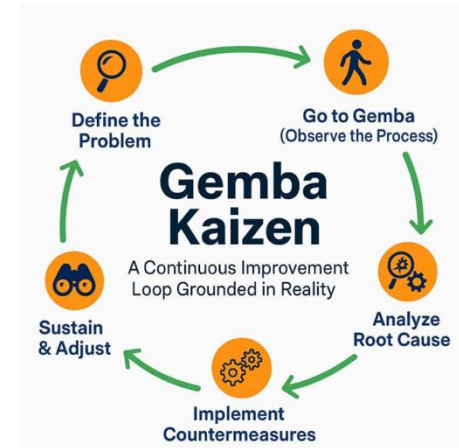 Define the
Problem
Go to Gemba
(Observe the Process)
Gemba
Kaizen
A Continuous Improvement
Loop Grounded in Reality
Analyze
Root Cause
Implement
Countermeasures
Sustain
& Adjust